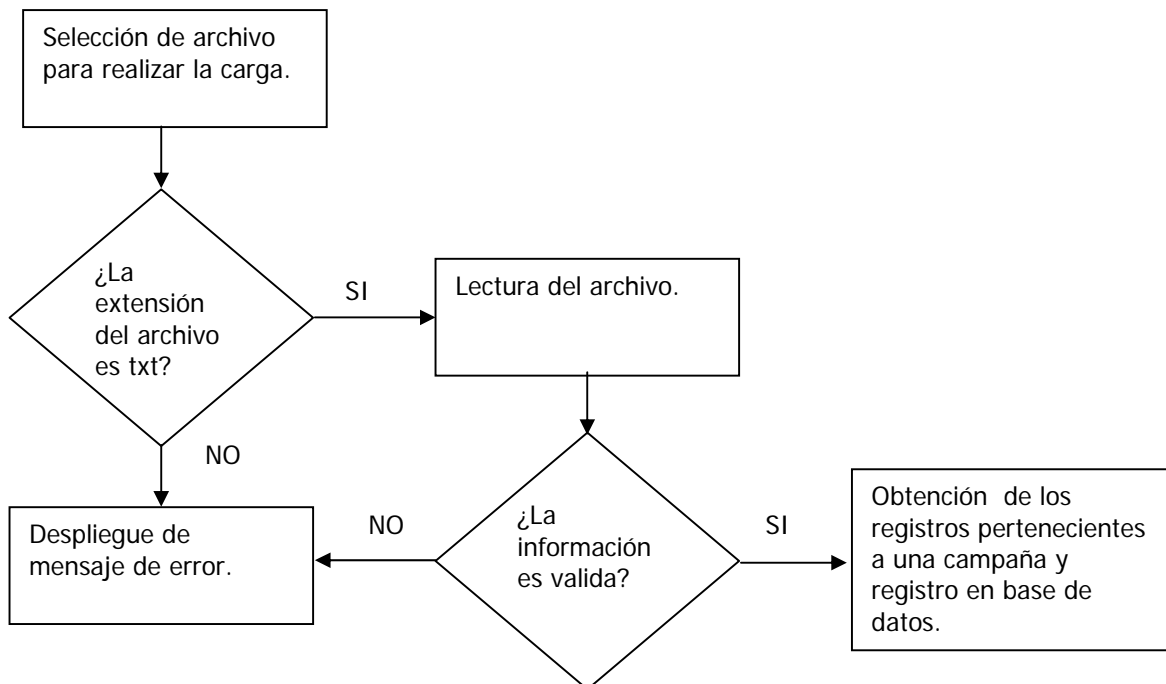 Selección de archivo
para realizar la carga.
¿La
extensión
del archivo
es txt?
SI
Lectura del archivo.
NO
Despliegue de
mensaje de error.
NO
¿La
información
es valida?
SI
Obtención  de los
registros pertenecientes
a una campaña y
registro en base de
datos.